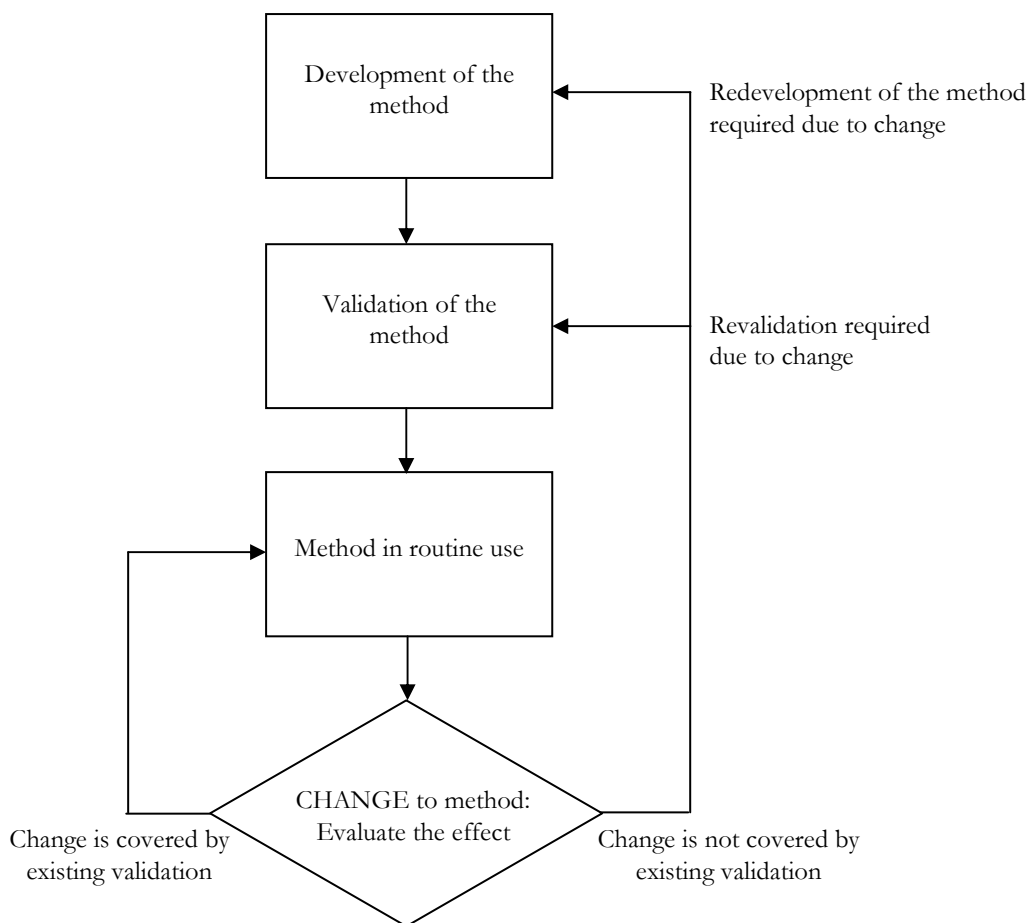 Development of the
method
Redevelopment of the method
required due to change
Validation of the
method
Revalidation required
due to change
Method in routine use
CHANGE to method:
Evaluate the effect
Change is covered by
existing validation
Change is not covered by
existing validation